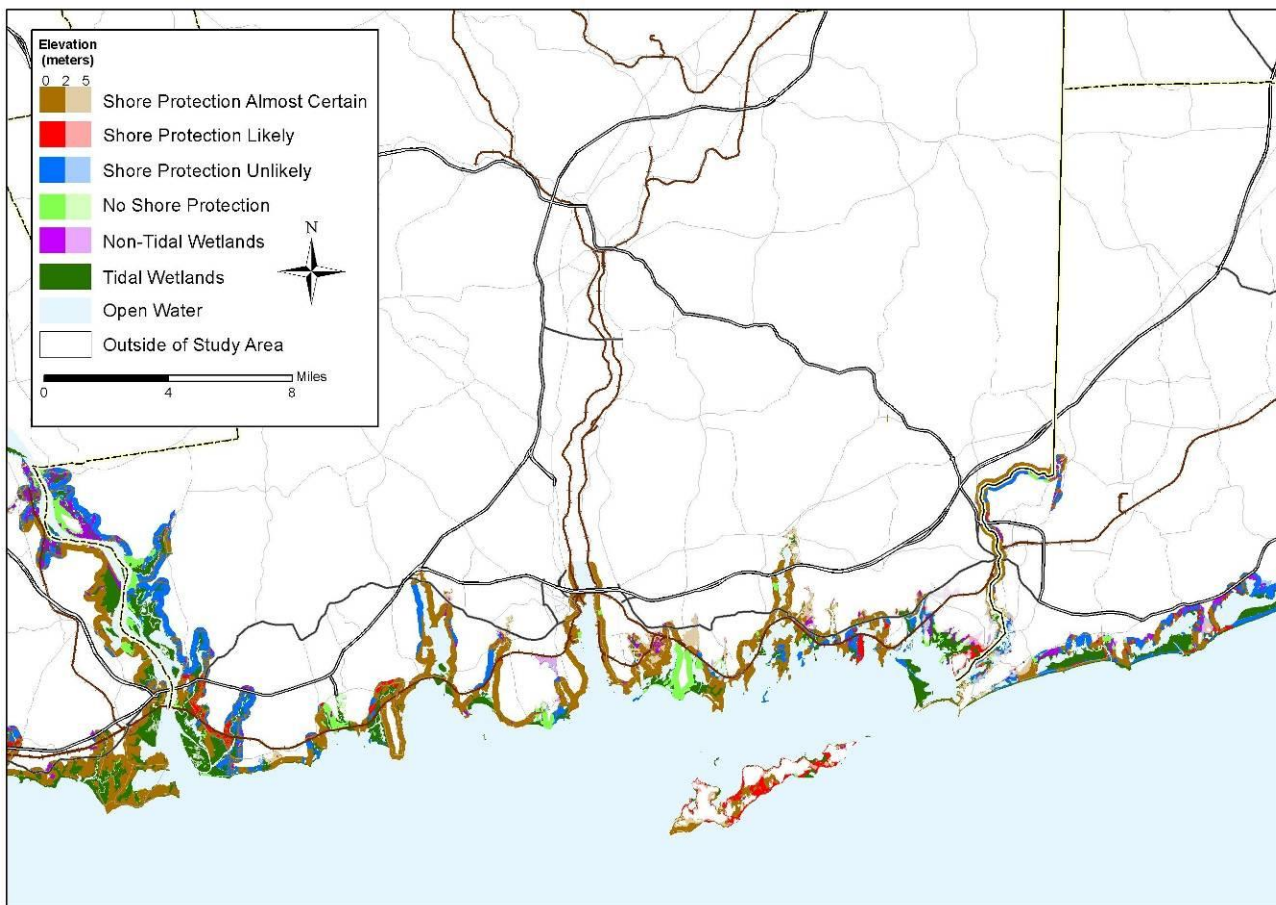 Elevation
(meters)
0 2 5
Shore Protection Almost Certain
Shore Protection Likely
Shore Protection Unlikely
No Shore Protection
Non-Tidal Wetlands
N
Tidal Wetlands
Open Water
Outside of Study Area
Miles
0 4 8